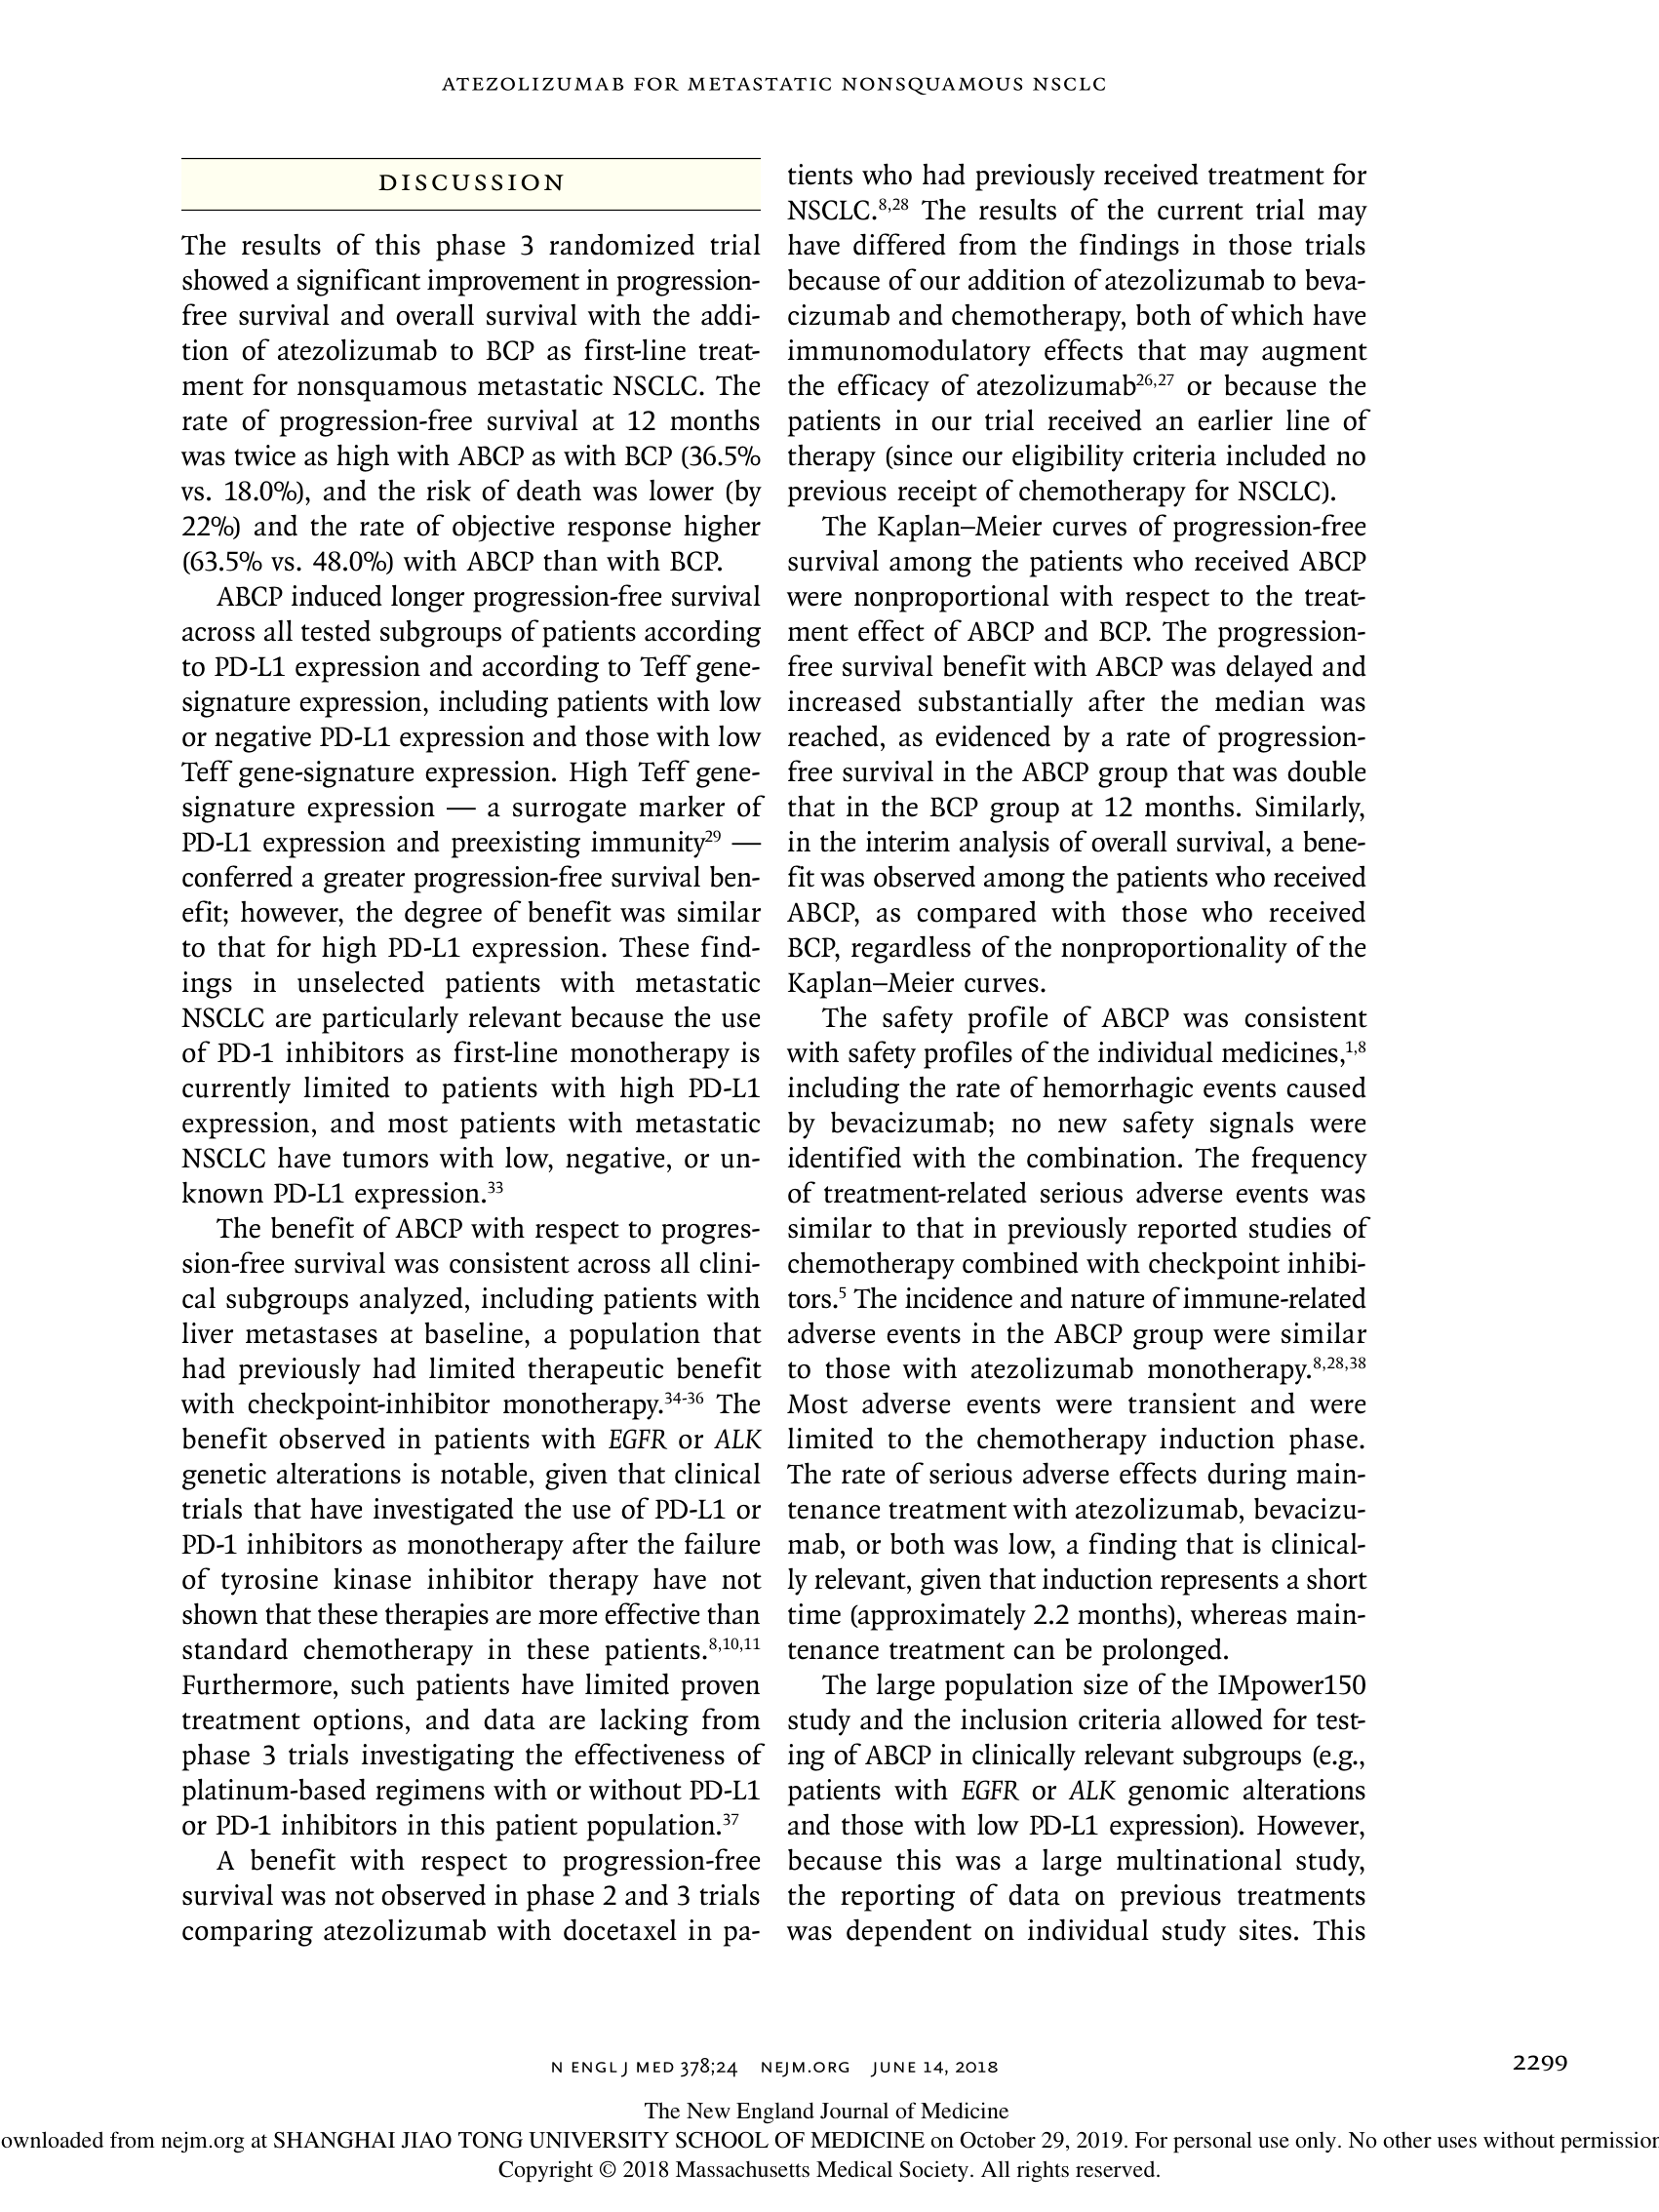 ATEZOLIZUMAB FOR METASTATIC NONSQUAMOUS NSCLC
DISCUSSION
The results of this phase 3 randomized trial
showed a significant improvement in progression-
free survival and overall survival with the addi-
tion of atezolizumab to BCP as first-line treat-
ment for nonsquamous metastatic NSCLC. The
rate of progression-free survival at 12 months
was twice as high with ABCP as with BCP (36.5%
vs. 18.0%), and the risk of death was lower (by
22%) and the rate of objective response higher
(63.5% vs. 48.0%) with ABCP than with BCP.
ABCP induced longer progression-free survival
across all tested subgroups of patients according
to PD-L1 expression and according to Teff gene-
signature expression, including patients with low
or negative PD-L1 expression and those with low
Teff gene-signature expression. High Teff gene-
signature expression — a surrogate marker of
PD-L1 expression and preexisting immunity29 —
conferred a greater progression-free survival ben-
efit; however, the degree of benefit was similar
to that for high PD-L1 expression. These find-
ings in unselected patients with metastatic
NSCLC are particularly relevant because the use
of PD-1 inhibitors as first-line monotherapy is
currently limited to patients with high PD-L1
expression, and most patients with metastatic
NSCLC have tumors with low, negative, or un-
known PD-L1 expression.33
The benefit of ABCP with respect to progres-
sion-free survival was consistent across all clini-
cal subgroups analyzed, including patients with
liver metastases at baseline, a population that
had previously had limited therapeutic benefit
with checkpoint-inhibitor monotherapy.34-36 The
benefit observed in patients with EGFR or ALK
genetic alterations is notable, given that clinical
trials that have investigated the use of PD-L1 or
PD-1 inhibitors as monotherapy after the failure
of tyrosine kinase inhibitor therapy have not
shown that these therapies are more effective than
standard chemotherapy in these patients.8,10,11
Furthermore, such patients have limited proven
treatment options, and data are lacking from
phase 3 trials investigating the effectiveness of
platinum-based regimens with or without PD-L1
or PD-1 inhibitors in this patient population.37
A benefit with respect to progression-free
survival was not observed in phase 2 and 3 trials
comparing atezolizumab with docetaxel in pa-
tients who had previously received treatment for
NSCLC.8,28 The results of the current trial may
have differed from the findings in those trials
because of our addition of atezolizumab to beva-
cizumab and chemotherapy, both of which have
immunomodulatory effects that may augment
the efficacy of atezolizumab26,27 or because the
patients in our trial received an earlier line of
therapy (since our eligibility criteria included no
previous receipt of chemotherapy for NSCLC).
The Kaplan–Meier curves of progression-free
survival among the patients who received ABCP
were nonproportional with respect to the treat-
ment effect of ABCP and BCP. The progression-
free survival benefit with ABCP was delayed and
increased substantially after the median was
reached, as evidenced by a rate of progression-
free survival in the ABCP group that was double
that in the BCP group at 12 months. Similarly,
in the interim analysis of overall survival, a bene-
fit was observed among the patients who received
ABCP, as compared with those who received
BCP, regardless of the nonproportionality of the
Kaplan–Meier curves.
The safety profile of ABCP was consistent
with safety profiles of the individual medicines,1,8
including the rate of hemorrhagic events caused
by bevacizumab; no new safety signals were
identified with the combination. The frequency
of treatment-related serious adverse events was
similar to that in previously reported studies of
chemotherapy combined with checkpoint inhibi-
tors.5 The incidence and nature of immune-related
adverse events in the ABCP group were similar
to those with atezolizumab monotherapy.8,28,38
Most adverse events were transient and were
limited to the chemotherapy induction phase.
The rate of serious adverse effects during main-
tenance treatment with atezolizumab, bevacizu-
mab, or both was low, a finding that is clinical-
ly relevant, given that induction represents a short
time (approximately 2.2 months), whereas main-
tenance treatment can be prolonged.
The large population size of the IMpower150
study and the inclusion criteria allowed for test-
ing of ABCP in clinically relevant subgroups (e.g.,
patients with EGFR or ALK genomic alterations
and those with low PD-L1 expression). However,
because this was a large multinational study,
the reporting of data on previous treatments
was dependent on individual study sites. This
N ENGL J MED 378;24 NEJM.ORG JUNE 14, 2018
2299
The New England Journal of Medicine
ownloaded from nejm.org at SHANGHAI JIAO TONG UNIVERSITY SCHOOL OF MEDICINE on October 29, 2019. For personal use only. No other uses without permission
Copyright © 2018 Massachusetts Medical Society. All rights reserved.